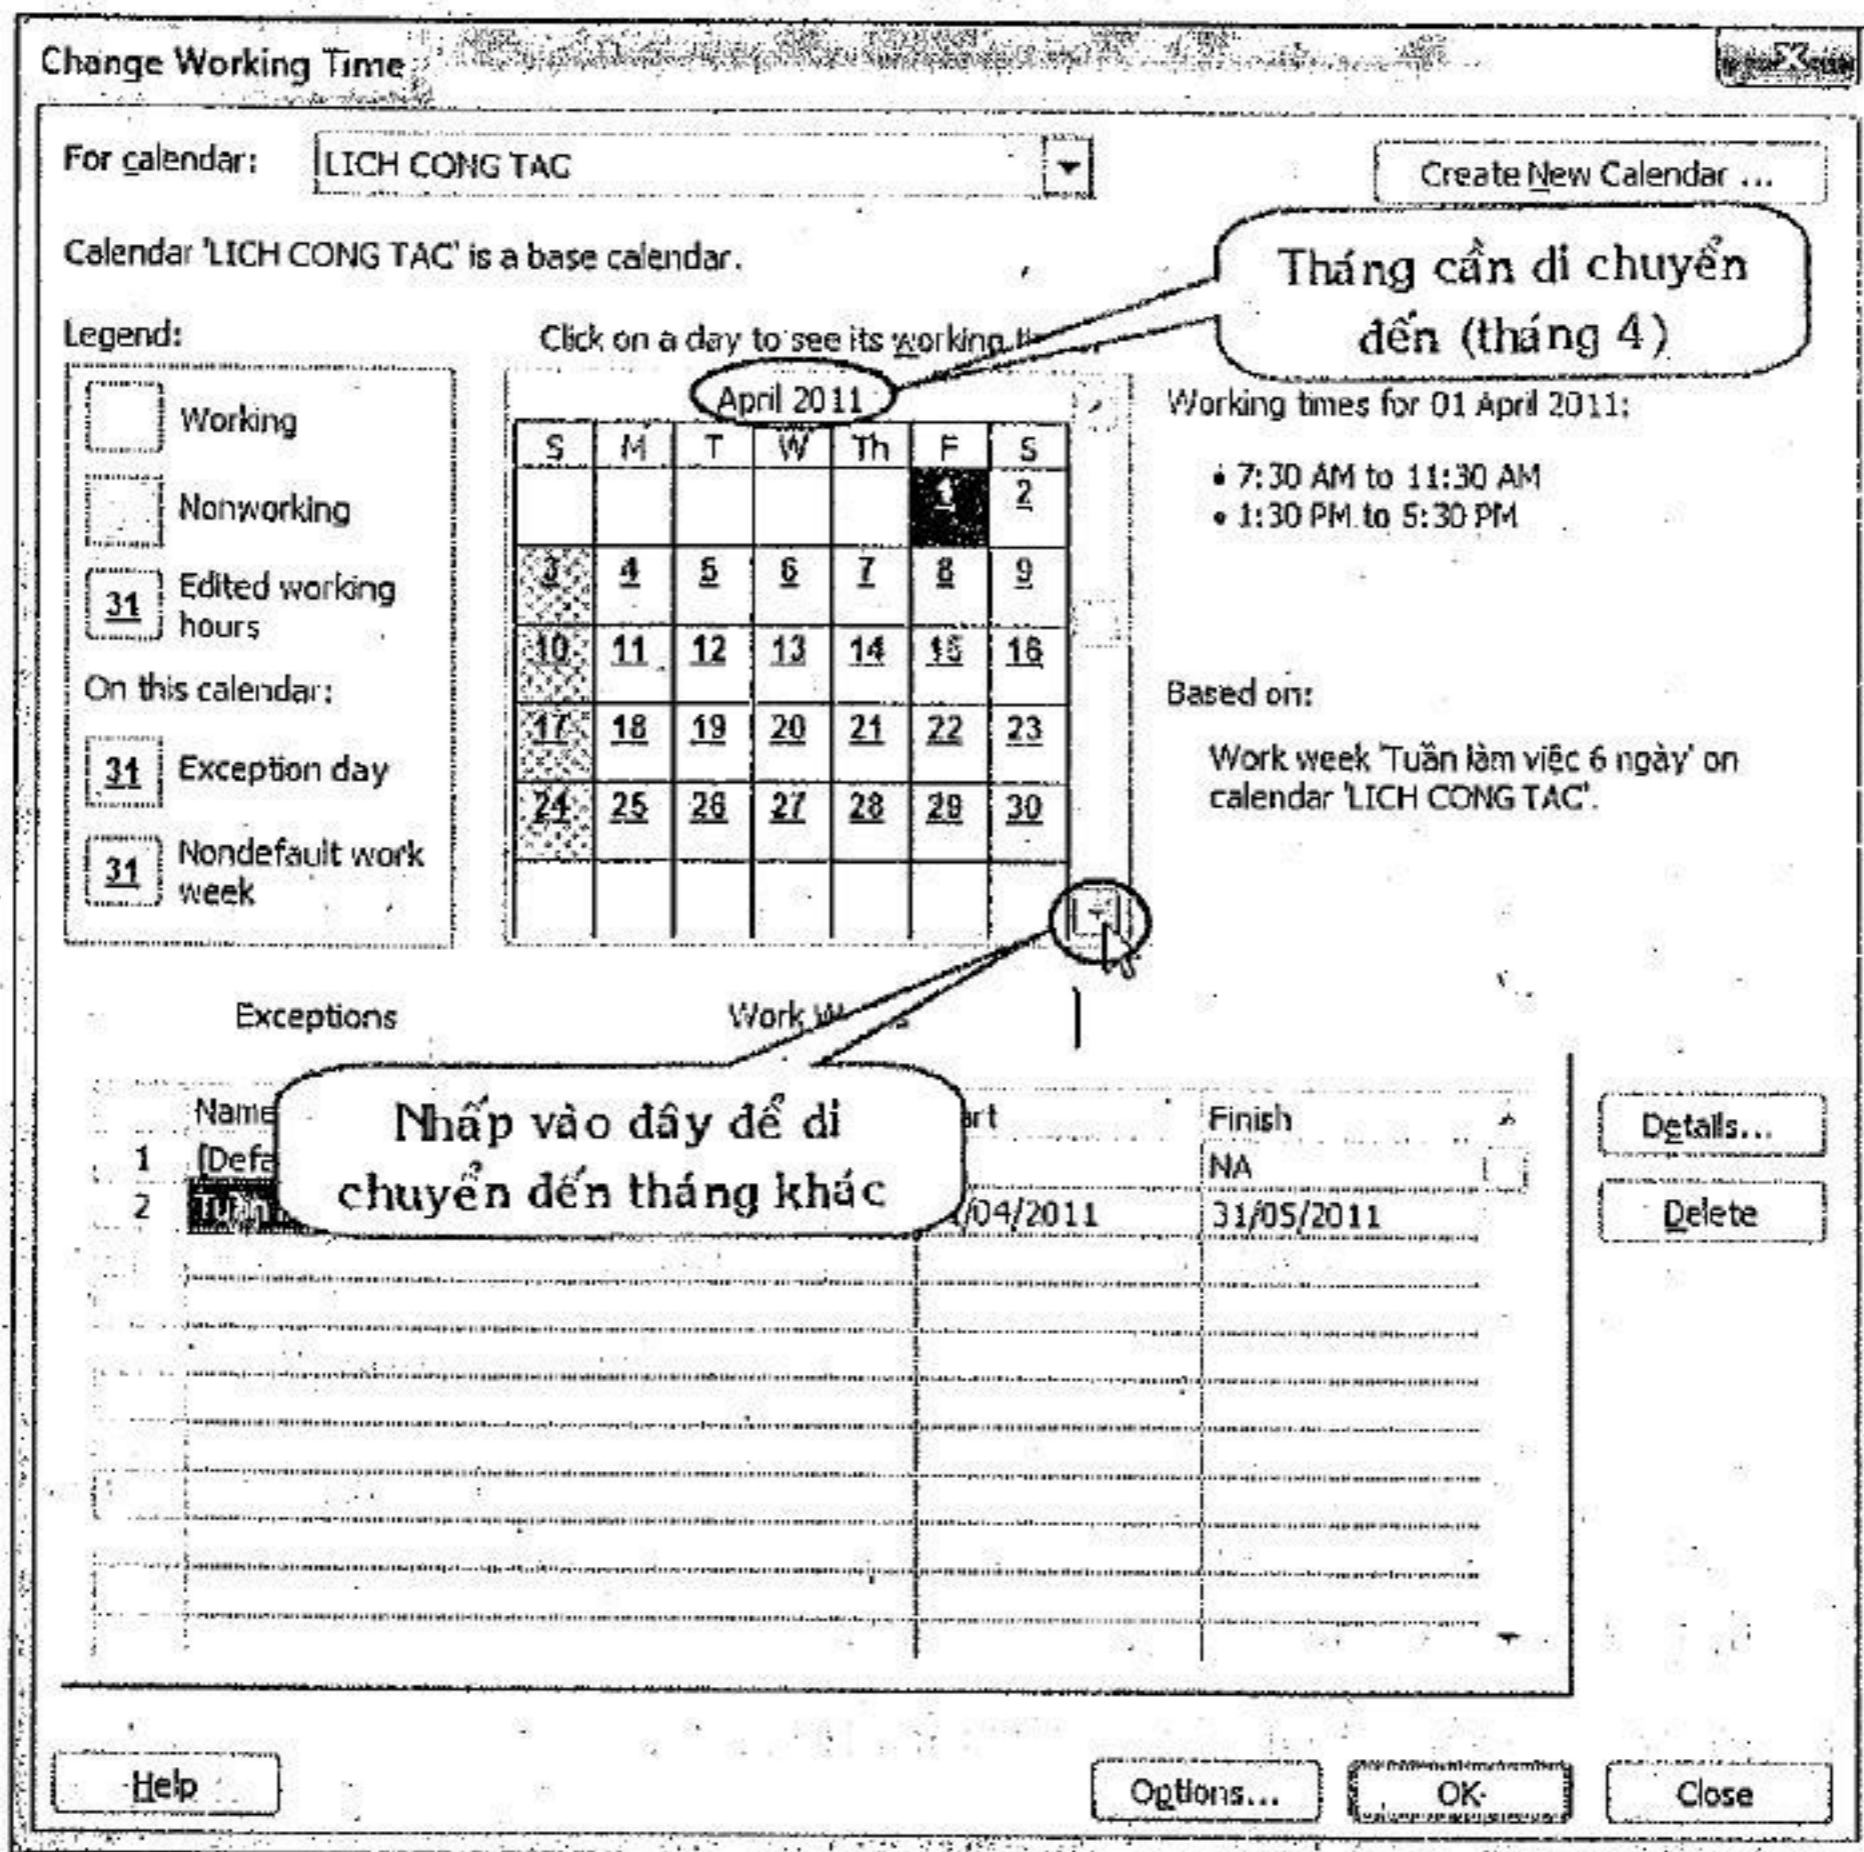 Change Working Time
For calendar:
LICH CONG TAC
Create New Calendar ...
Calendar 'LICH CONG TAC' is a base calendar.
Tháng cần di chuyển
đến (tháng 4)
Legend:
Click on a day to see its working
Working
Nonworking
31 Edited working
hours
On this calendar:
31 Exception day
31 Nondefault work
week
April 2011
S M T W Th F S
1 2
3 4 5 6 7 8 9
10 11 12 13 14 15 16
17 18 19 20 21 22 23
24 25 26 27 28 29 30
Working times for 01 April 2011:
• 7:30 AM to 11:30 AM
• 1:30 PM to 5:30 PM
Based on:
Work week 'Tuần làm việc 6 ngày' on
calendar 'LICH CONG TAC'.
Exceptions
Work
Nhấp vào đây để di
chuyển đến tháng khác
Name Finish
1 NA
2 Tuần /04/2011 31/05/2011
Details...
Delete
Help
Options...
OK
Close